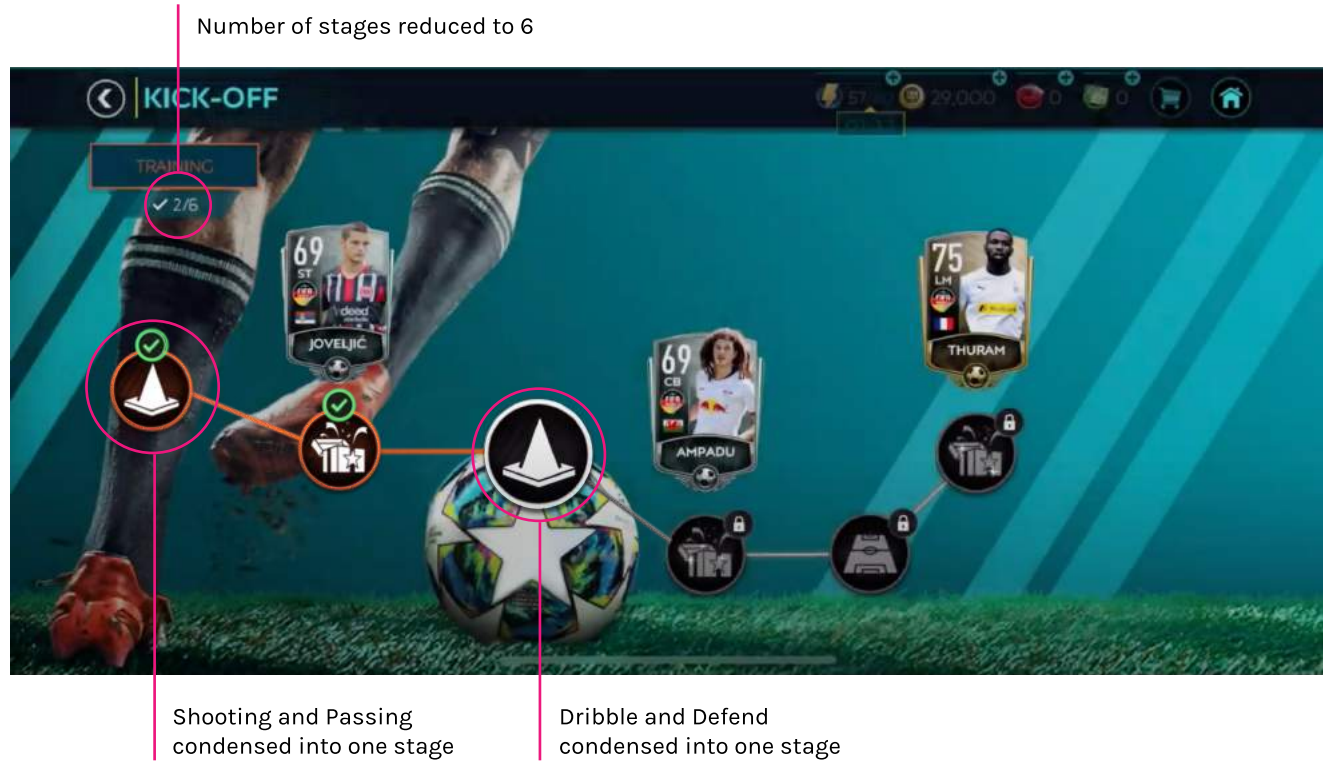 Number of stages reduced to 6
KICK-OFF
29,000
0
0
TRAINING
2/6
69
ST
JOVELJIĆ
69
CB
AMPADU
75
LM
THURAM
Shooting and Passing
condensed into one stage
Dribble and Defend
condensed into one stage